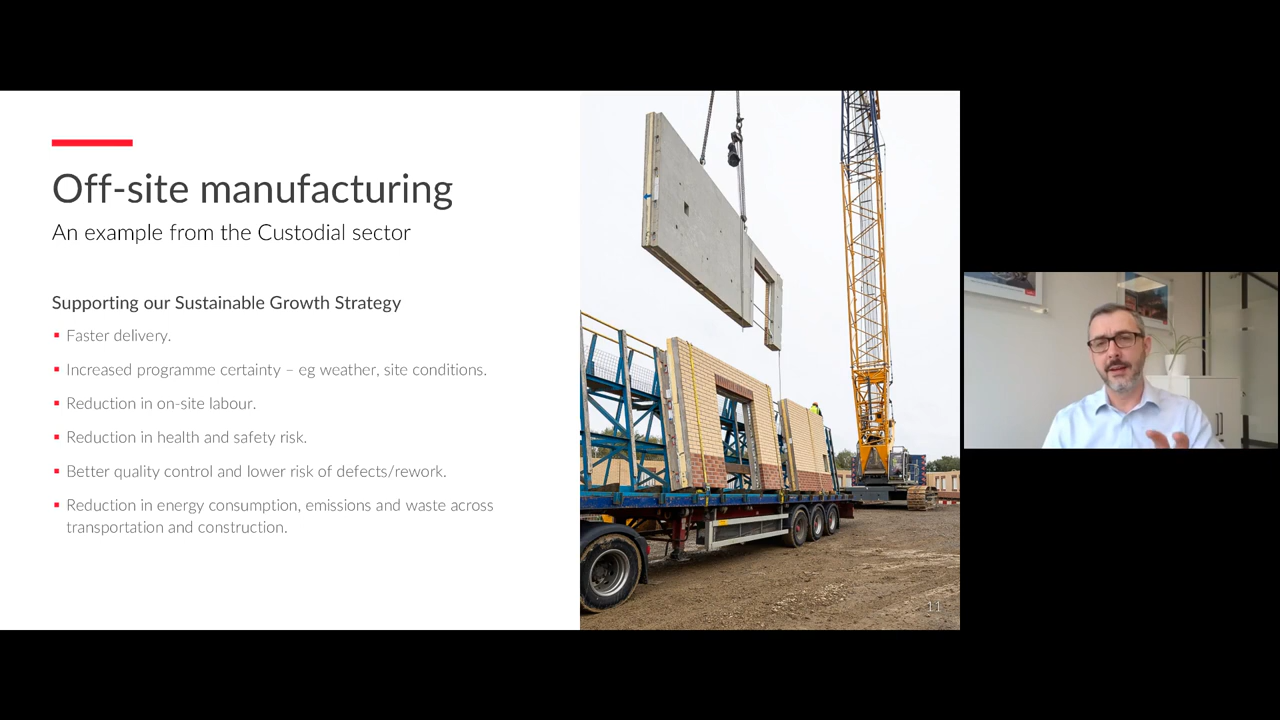 Off-site manufacturing
An example from the Custodial sector
Supporting our Sustainable Growth Strategy
▪ Faster delivery.
▪ Increased programme certainty – eg weather, site conditions.
▪ Reduction in on-site labour.
▪ Reduction in health and safety risk.
▪ Better quality control and lower risk of defects/rework.
▪ Reduction in energy consumption, emissions and waste across
transportation and construction.
11